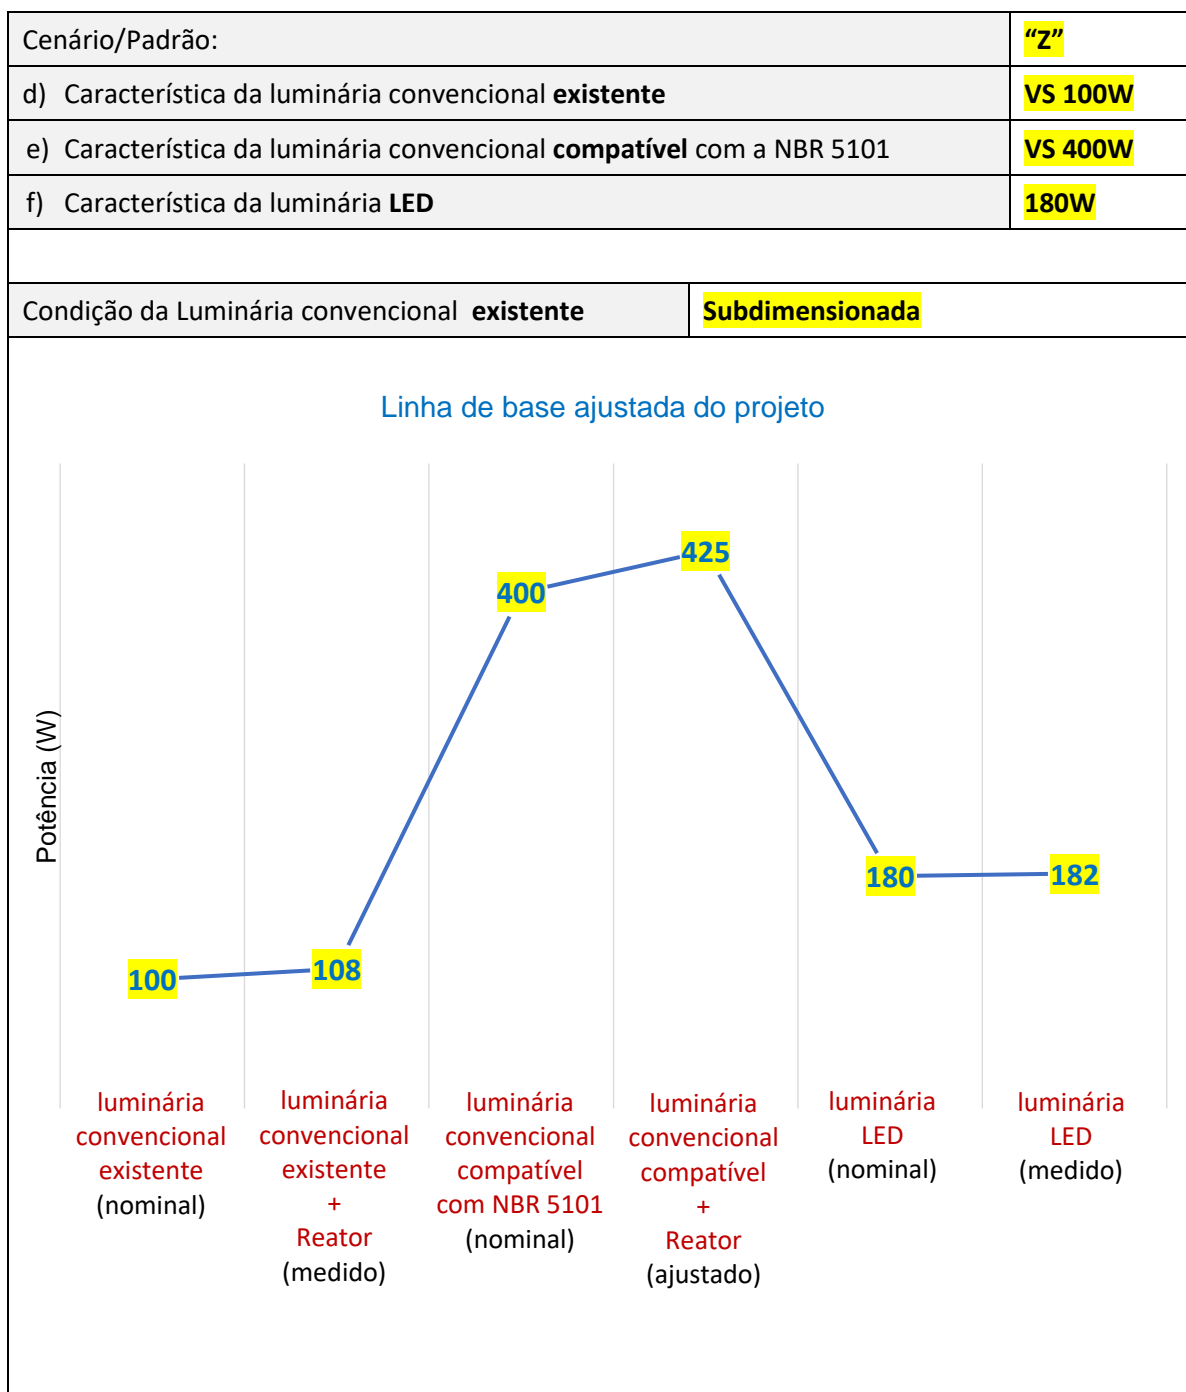 Cenário/Padrão: “Z”
d) Característica da luminária convencional existente VS 100W
e) Característica da luminária convencional compatível com a NBR 5101 VS 400W
f) Característica da luminária LED 180W
Condição da Luminária convencional existente Subdimensionada
Linha de base ajustada do projeto
Potência (W)
425
400
180
182
100
108
luminária
convencional
existente
(nominal)
luminária
convencional
existente
+
Reator
(medido)
luminária
convencional
compatível
com NBR 5101
(nominal)
luminária
convencional
compatível
+
Reator
(ajustado)
luminária
LED
(nominal)
luminária
LED
(medido)